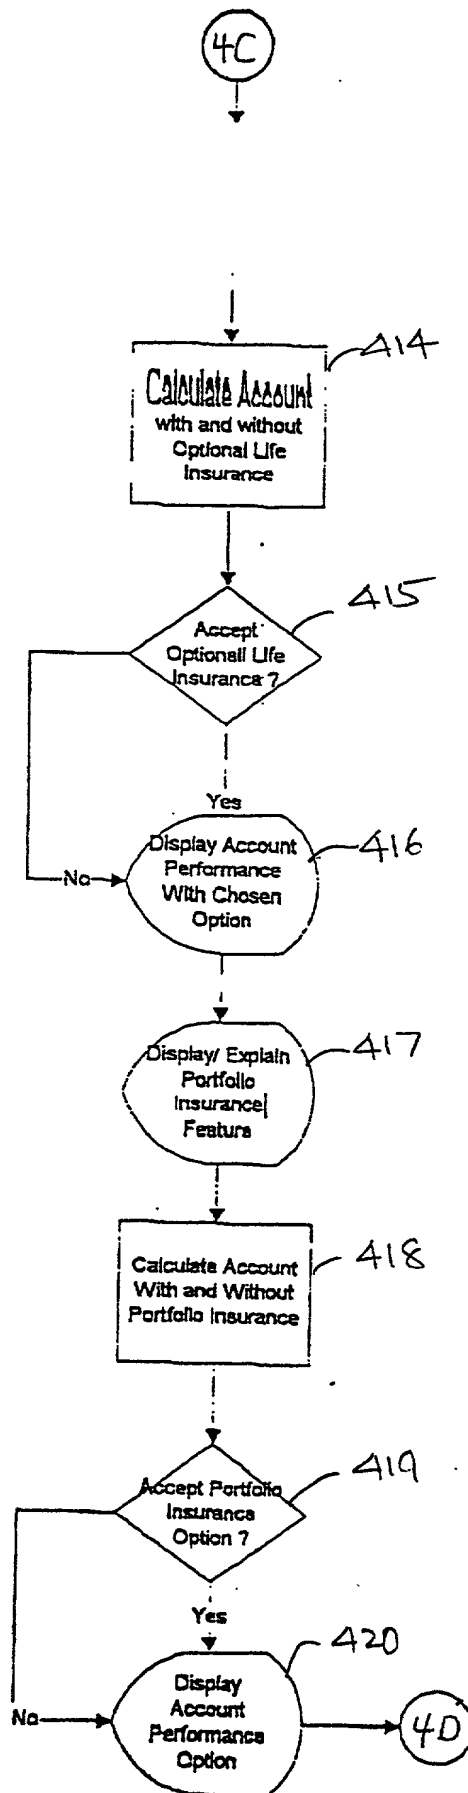 4C
414
Calculate Account
with and without
Optional Life
Insurance
415
Accept
Optionall Life
Insurance ?
Yes
No
416
Display Account
Performance
With Chosen
Option
417
Display/ Explain
Portfolio
Insurance|
Feature
418
Calculate Account
With and Without
Portfolio Insurance
419
Accept Portfolio
Insurance
Option ?
Yes
No
420
Display
Account
Performance
Option
4D